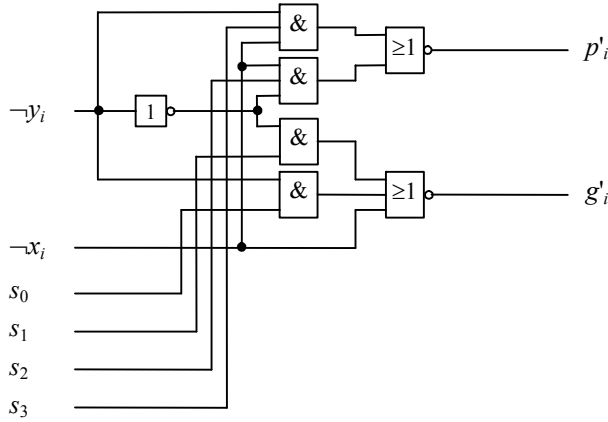 &
≥1
p'ᵢ
&
¬yᵢ
1
&
&
≥1
g'ᵢ
¬xᵢ
s₀
s₁
s₂
s₃